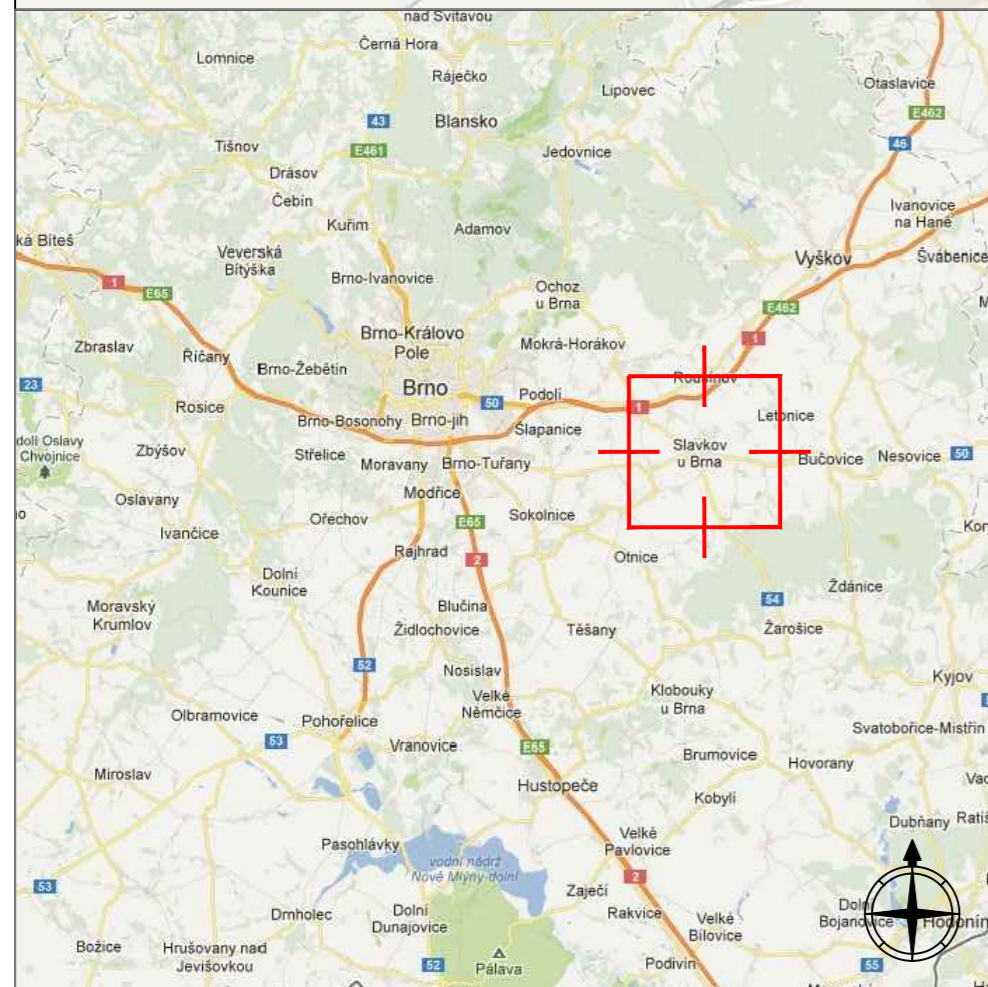 nad Svitavou
Černá Hora
Lomnice
Ráječko
Lipovec
Otaslavice
E462
43
Blansko
46
Tišnov
E461
Jedovnice
Drásov
Čebín
Ivanovice
na Hané
Kuřim
Adamov
ká Bíteš
Veverská
Bítýška
Vyškov
Švábenice
Brno-Ivanovice
1
E65
Ochoz
u Brna
E462
Brno-Královo
Pole
1
Zbraslav
Říčany
Mokrá-Horákov
Brno-Žebětín
Rousínov
23
Brno
50
Podolí
1
Rosice
Letonice
Brno-Bosonohy
Brno-jih
Šlapanice
dolí Oslavy
Chvojnice
Zbýšov
Střelice
Moravany
Brno-Tuřany
Slavkov
u Brna
Bučovice
Nesovice
50
Modřice
Oslavany
Ořechov
E65
Sokolnice
Ivančice
Rajhrad
2
Otnice
Dolní
Kounice
Ždánice
54
Moravský
Krumlov
Blučina
Židlochovice
Těšany
Žarošice
52
Nosislav
Kyjov
Velké
Němčice
Klobouky
u Brna
Olbramovice
Pohořelice
53
Svatobořice-Mistřín
Vranovice
E65
Brumovice
Hovorany
Miroslav
Hustopeče
Kobylí
Dubňany
Pasohlávky
Velké
Pavlovice
vodní nádrž
Nové Mlýny-dolní
2
53
Zaječí
Drnholec
Dolní
Dunajovice
Rakvice
Velké
Bílovice
Dolní
Bojanovice
Hodonín
Božice
Hrušovany nad
Jevišovkou
52
Pálava
Podivín
55